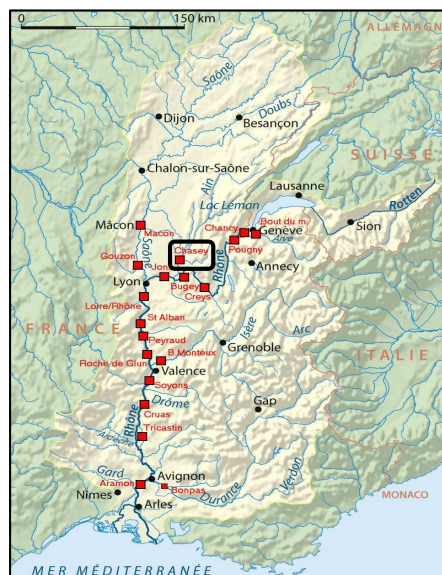 0
150 km
ALLEMAGNE
Saône
Doubs
Dijon
Besançon
SUISSE
Chalon-sur-Saône
Ain
Lausanne
Lac Léman
Rotten
Mâcon
Macon
Chancy
Bout du m.
Genève
Sion
Saône
Chasey
Pougny
Arve
Gouzon
Jons
Rhône
Annecy
Lyon
Bugey
Creys
Loire/Rhône
FRANCE
St Alban
Isère
Arc
Peyraud
Grenoble
ITALIE
Roche de Glun
B.Monteux
Valence
Soyons
Gap
Cruas
Drôme
Rhône
Tricastin
Ardèche
Gard
Avignon
Aramon
Bonpas
Durance
Verdon
Nîmes
MONACO
Arles
MER MÉDITERRANÉE